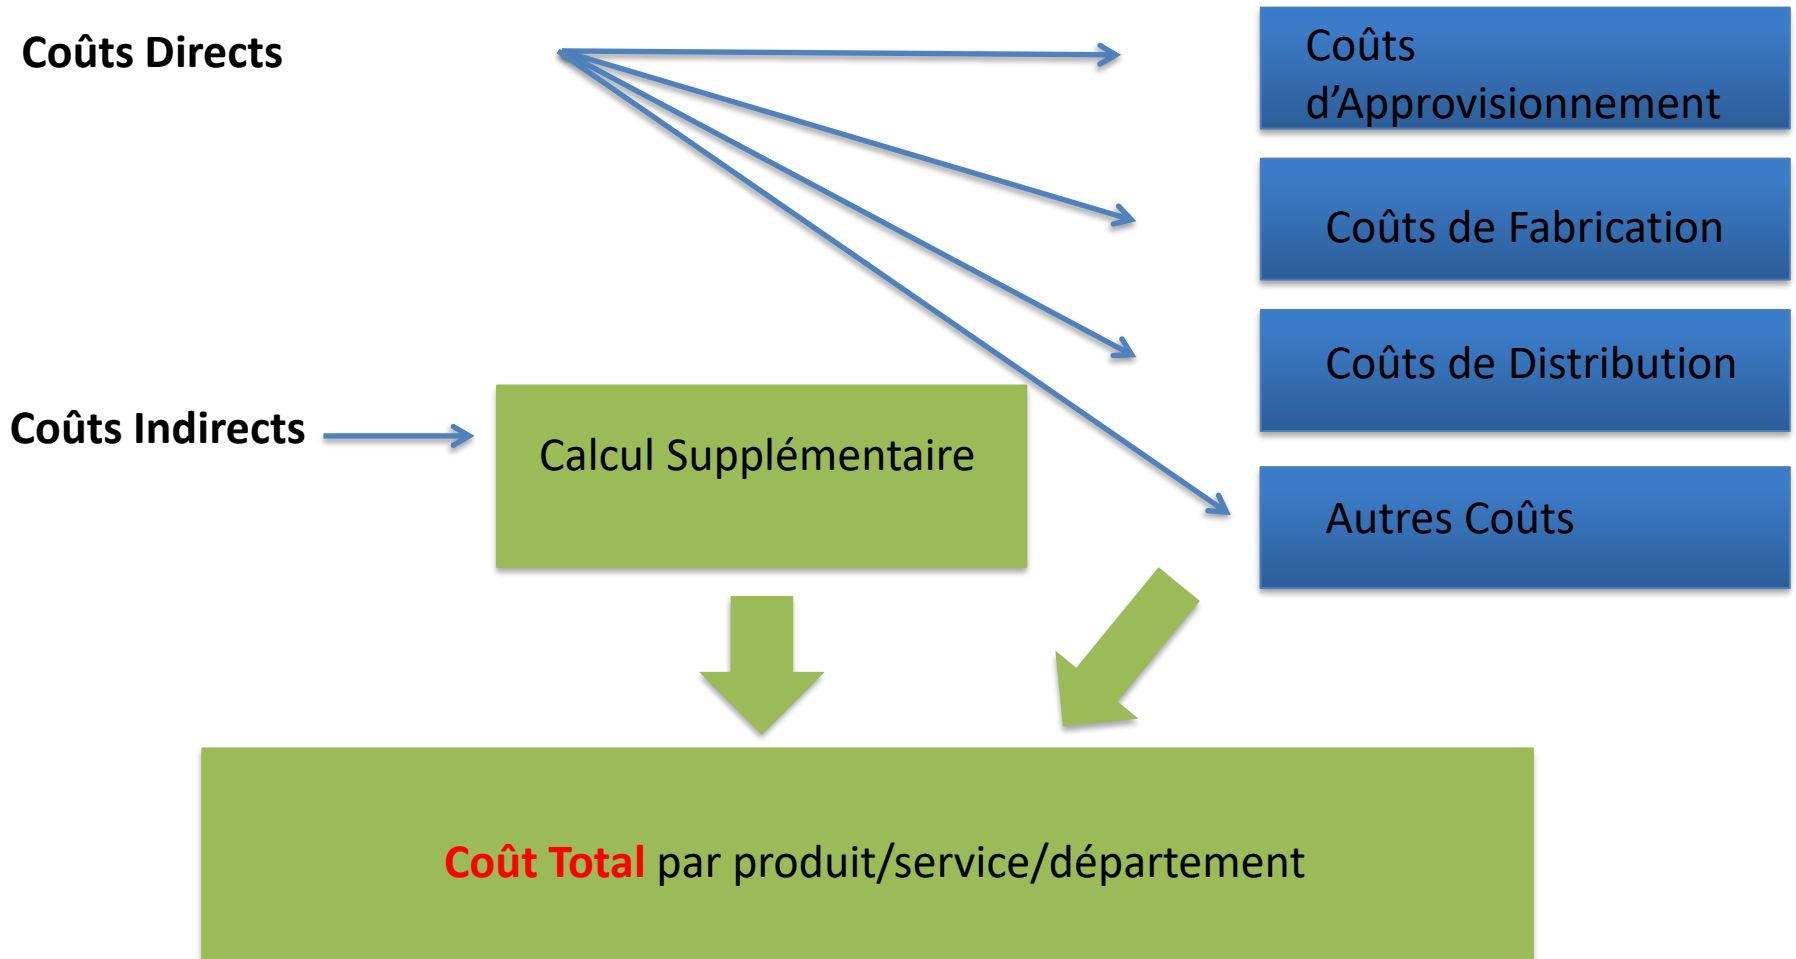 Coûts Directs
Coûts
d’Approvisionnement
Coûts de Fabrication
Coûts de Distribution
Coûts Indirects
Calcul Supplémentaire
Autres Coûts
Coût Total par produit/service/département